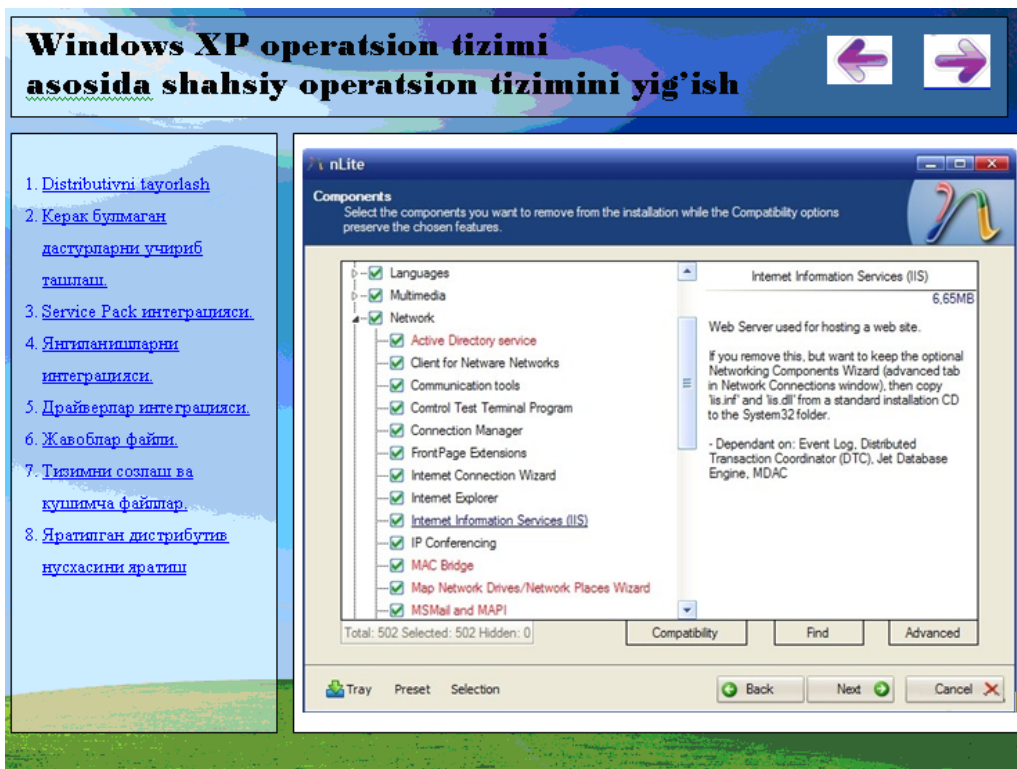 Windows XP operatsion tizimi
asosida shahsiy operatsion tizimini yig'ish
1. Distributivni tayorlash
2. Керак булмаган
дастурларни учириб
ташлаш.
3. Service Pack интеграцияси.
4. Янгиланишларни
интеграцияси.
5. Драйверлар интеграцияси.
6. Жавоблар файли.
7. Тизимни созлаш ва
кушимча файллар.
8. Яратилган дистрибутив
нусхасини яратиш
nLite
Components
Select the components you want to remove from the installation while the Compatibility options
preserve the chosen features.
Languages
Multimedia
Network
Active Directory service
Client for Netware Networks
Communication tools
Comtrol Test Terminal Program
Connection Manager
FrontPage Extensions
Internet Connection Wizard
Internet Explorer
Internet Information Services (IIS)
IP Conferencing
MAC Bridge
Map Network Drives/Network Places Wizard
MSMail and MAPI
Internet Information Services (IIS)
6,65MB
Web Server used for hosting a web site.
If you remove this, but want to keep the optional
Networking Components Wizard (advanced tab
in Network Connections window), then copy
'iis.inf' and 'iis.dll' from a standard installation CD
to the System32 folder.
- Dependant on: Event Log, Distributed
Transaction Coordinator (DTC), Jet Database
Engine, MDAC
Total: 502 Selected: 502 Hidden: 0
Compatibility Find Advanced
Tray Preset Selection Back Next Cancel